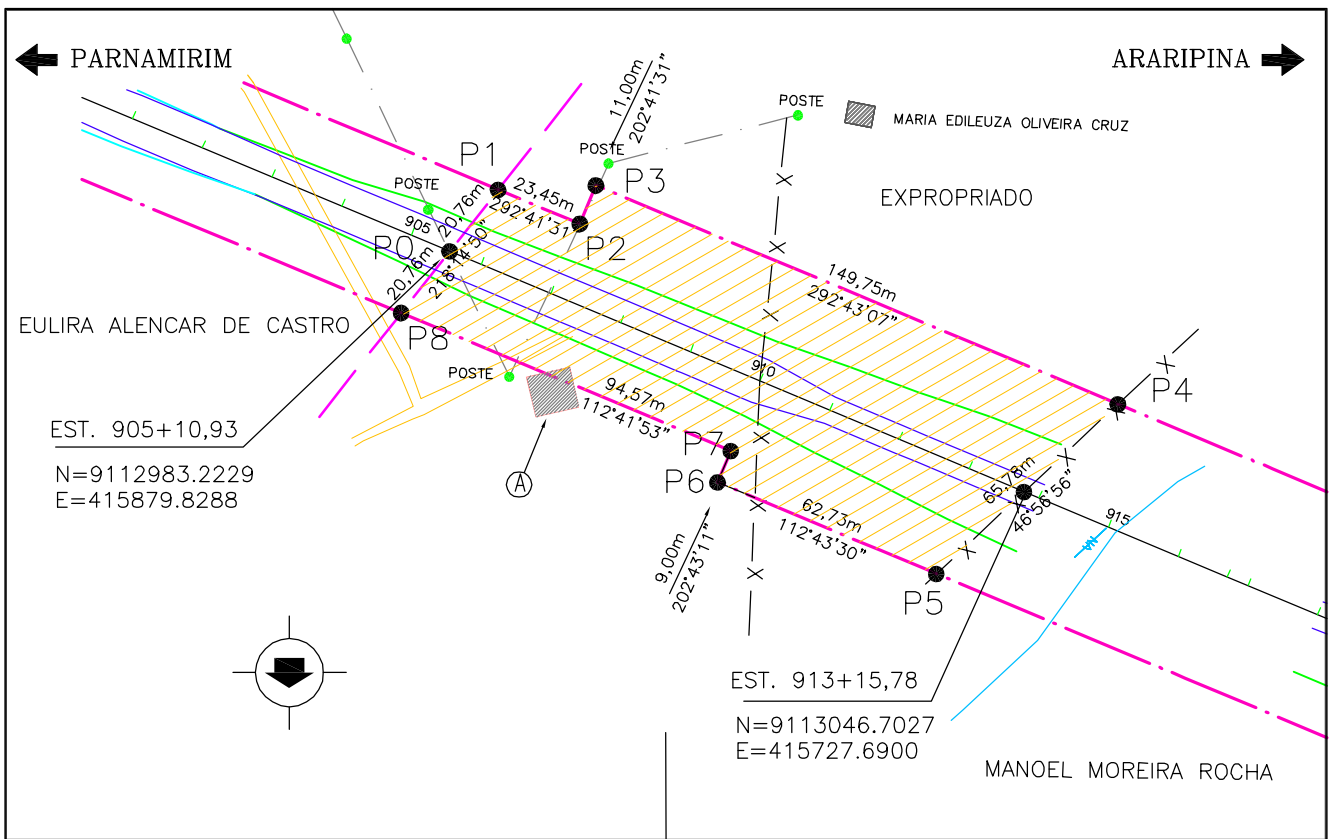 PARNAMIRIM
ARARIPINA
11,00m
202°41'31"
POSTE
MARIA EDILEUZA OLIVEIRA CRUZ
POSTE
P1
P3
EXPROPRIADO
POSTE
23,45m
292°41'31
20,76m
905
P2
P0
218°14'50"
20,76m
149,75m
292°43'07"
EULIRA ALENCAR DE CASTRO
P8
POSTE
910
94,57m
112°41'53"
P4
EST. 905+10,93
N=9112983.2229
E=415879.8288
A
P7
P6
65,78m
46°56'56"
62,73m
112°43'30"
915
9,00m
202°43'11"
P5
EST. 913+15,78
N=9113046.7027
E=415727.6900
MANOEL MOREIRA ROCHA